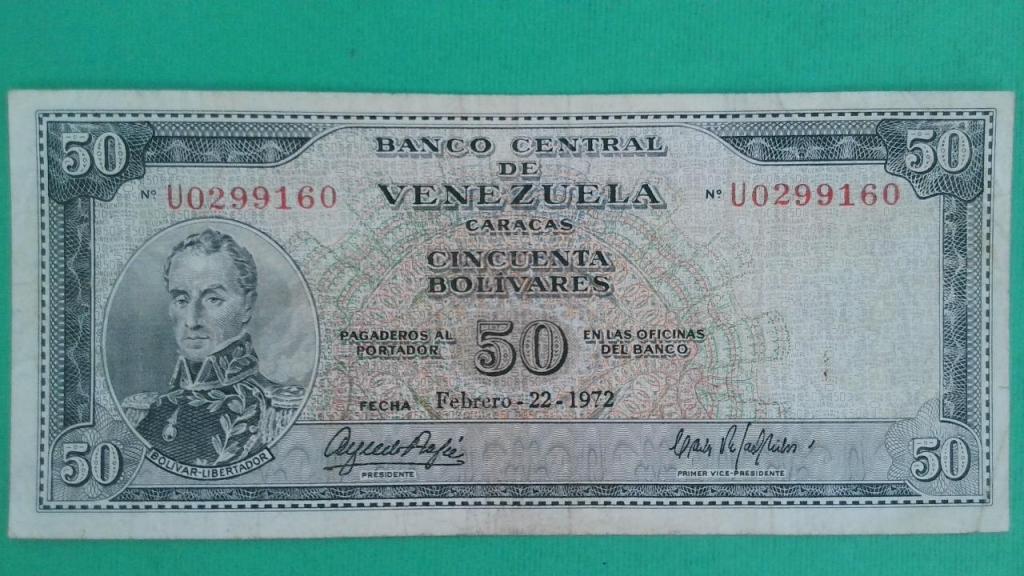 50 50
BANCO CENTRAL
DE
VENEZUELA
Nº U0299160 Nº U0299160
CARACAS
CINCUENTA
BOLIVARES
PAGADEROS AL
PORTADOR
50
EN LAS OFICINAS
DEL BANCO
FECHA Febrero - 22 - 1972
BOLIVAR-LIBERTADOR
PRESIDENTE
PRIMER VICE-PRESIDENTE
50 50